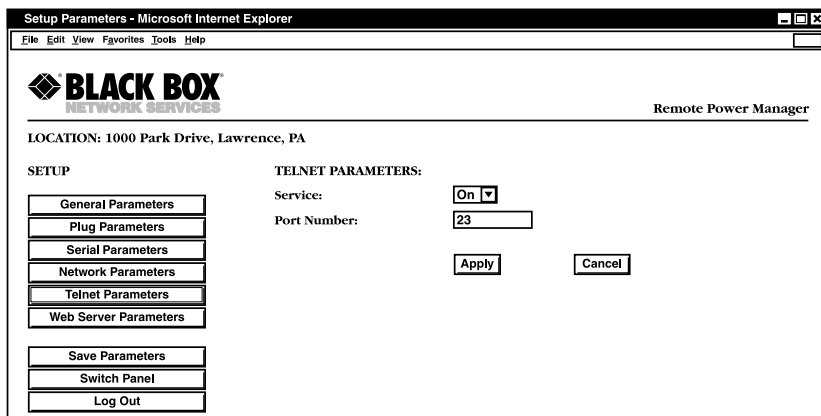 Setup Parameters - Microsoft Internet Explorer
File Edit View Favorites Tools Help
BLACK BOX®
NETWORK SERVICES
Remote Power Manager
LOCATION: 1000 Park Drive, Lawrence, PA
SETUP
General Parameters
Plug Parameters
Serial Parameters
Network Parameters
Telnet Parameters
Web Server Parameters
Save Parameters
Switch Panel
Log Out
TELNET PARAMETERS:
Service: On
Port Number: 23
Apply Cancel